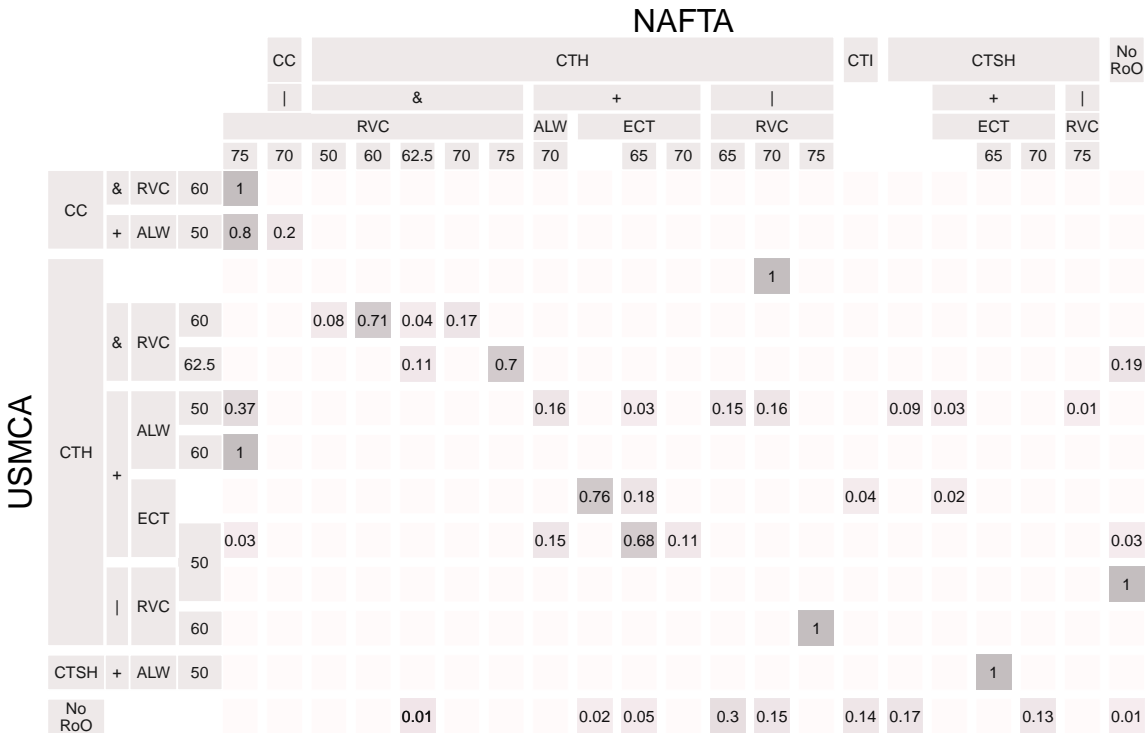 NAFTA
CC CTH CTI CTSH No RoO
| & + | + |
RVC ALW ECT RVC ECT RVC
75 70 50 60 62.5 70 75 70 65 70 65 70 75 65 70 75
USMCA
CC & RVC 60 1
+ ALW 50 0.8 0.2
CTH 1
& RVC 60 0.08 0.71 0.04 0.17
62.5 0.11 0.7 0.19
+ ALW 50 0.37 0.16 0.03 0.15 0.16 0.09 0.03 0.01
60 1
ECT 0.76 0.18 0.04 0.02
50 0.03 0.15 0.68 0.11 0.03
| RVC 1
60 1
CTSH + ALW 50 1
No RoO 0.01 0.02 0.05 0.3 0.15 0.14 0.17 0.13 0.01